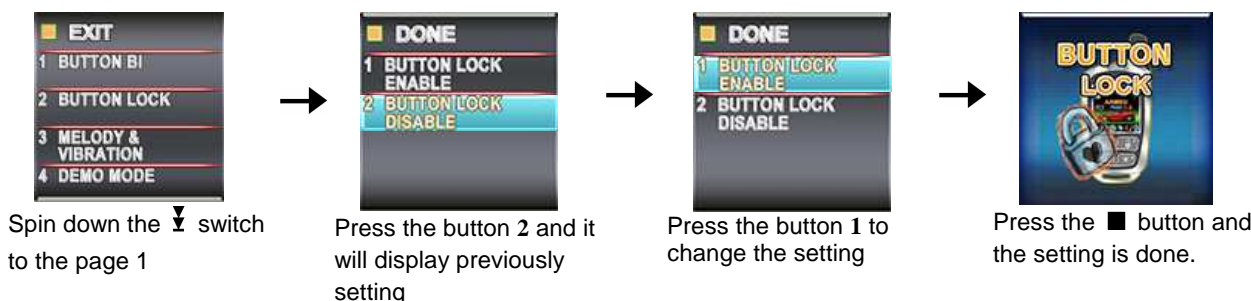 EXIT
1 BUTTON BI
2 BUTTON LOCK
3 MELODY &
VIBRATION
4 DEMO MODE
Spin down the switch
to the page 1
DONE
1 BUTTON LOCK
ENABLE
2 BUTTON LOCK
DISABLE
Press the button 2 and it
will display previously
setting
DONE
1 BUTTON LOCK
ENABLE
2 BUTTON LOCK
DISABLE
Press the button 1 to
change the setting
BUTTON
LOCK
Press the ■ button and
the setting is done.